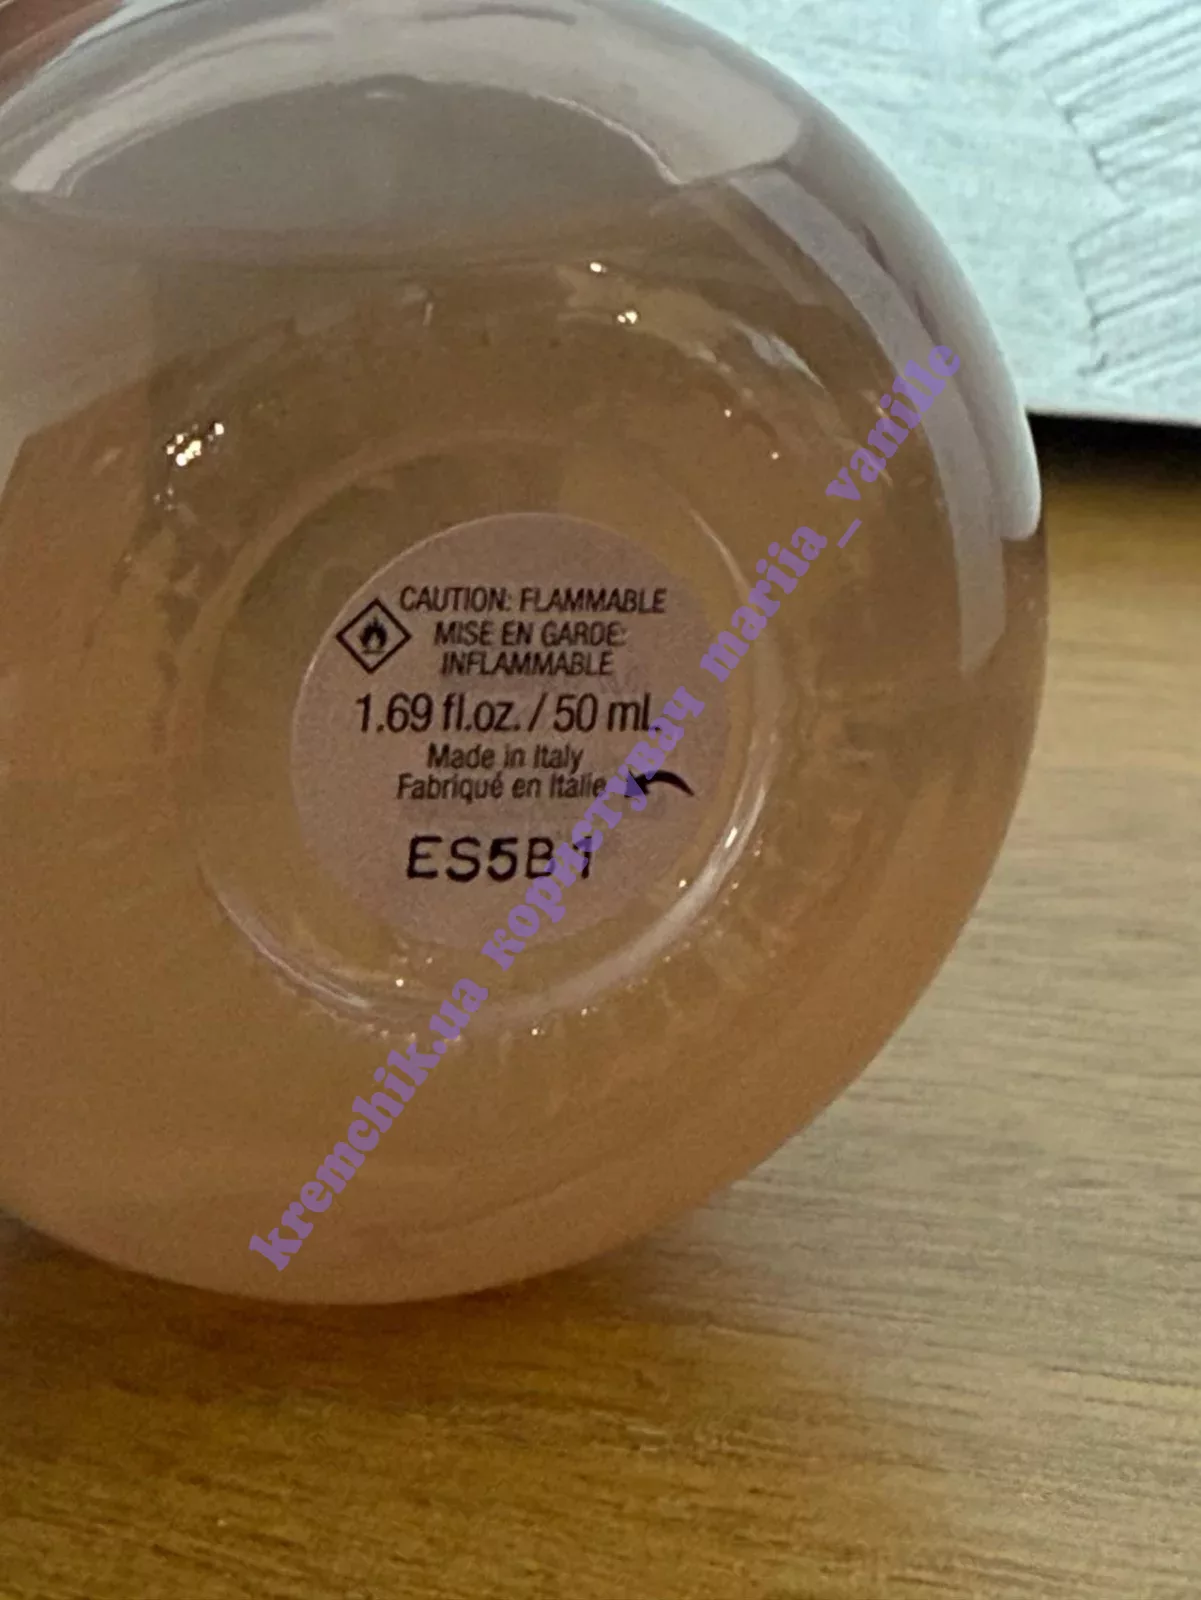 CAUTION: FLAMMABLE
MISE EN GARDE:
INFLAMMABLE
1.69 fl.oz. / 50 mL
Made in Italy
Fabriqué en Italie
ES5B1
kremchik.ua користувач mariia_vanille